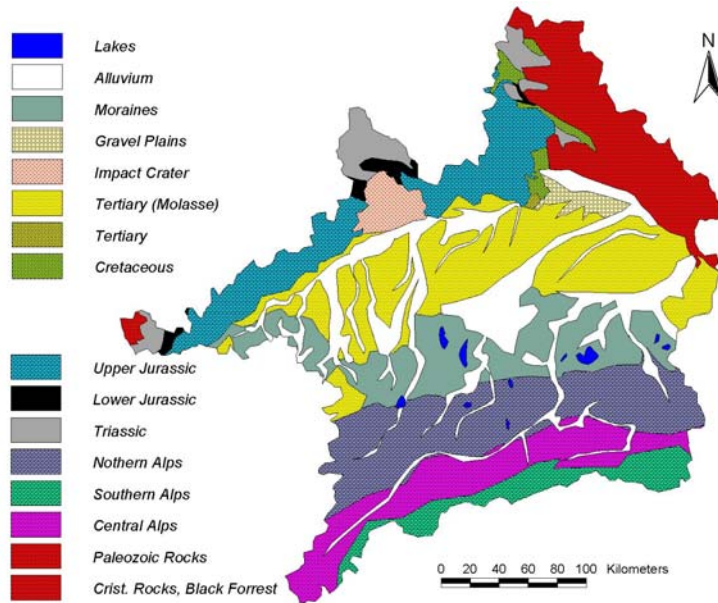 Lakes
Alluvium
Moraines
Gravel Plains
Impact Crater
Tertiary (Molasse)
Tertiary
Cretaceous
Upper Jurassic
Lower Jurassic
Triassic
Nothern Alps
Southern Alps
Central Alps
Paleozoic Rocks
Crist. Rocks, Black Forrest
N
0 20 40 60 80 100 Kilometers